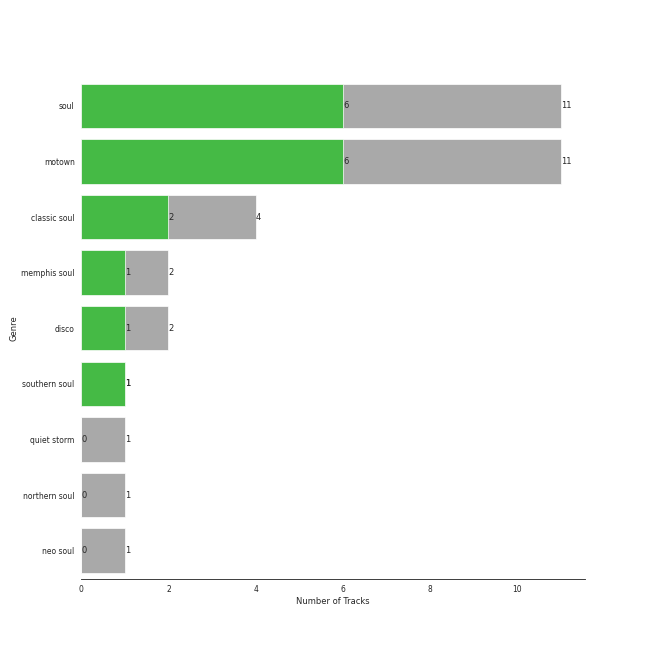 soul 6 11
motown 6 11
classic soul 2 4
memphis soul 1 2
disco 1 2
southern soul 1
quiet storm 0 1
northern soul 0 1
neo soul 0 1
0 2 4 6 8 10
Number of Tracks
Genre